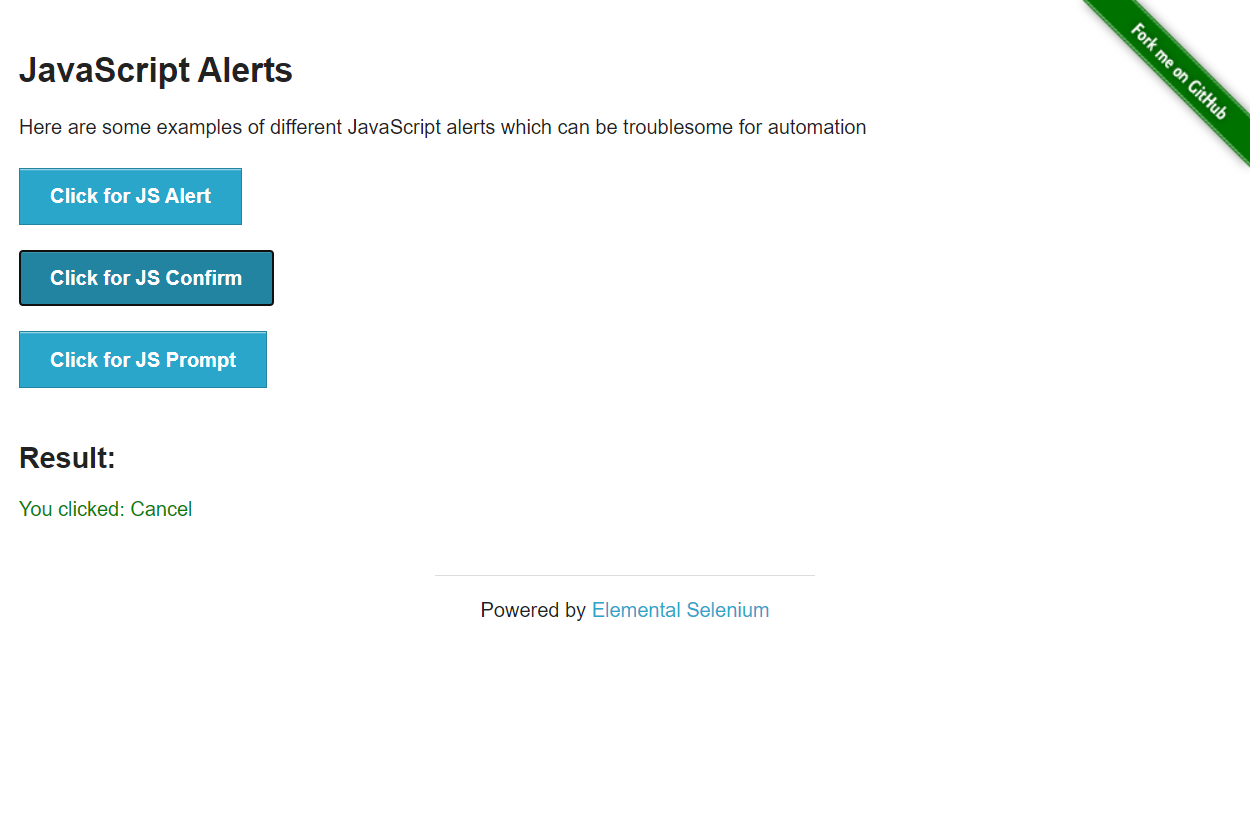 Fork me on GitHub
JavaScript Alerts
Here are some examples of different JavaScript alerts which can be troublesome for automation
Click for JS Alert
Click for JS Confirm
Click for JS Prompt
Result:
You clicked: Cancel
Powered by Elemental Selenium